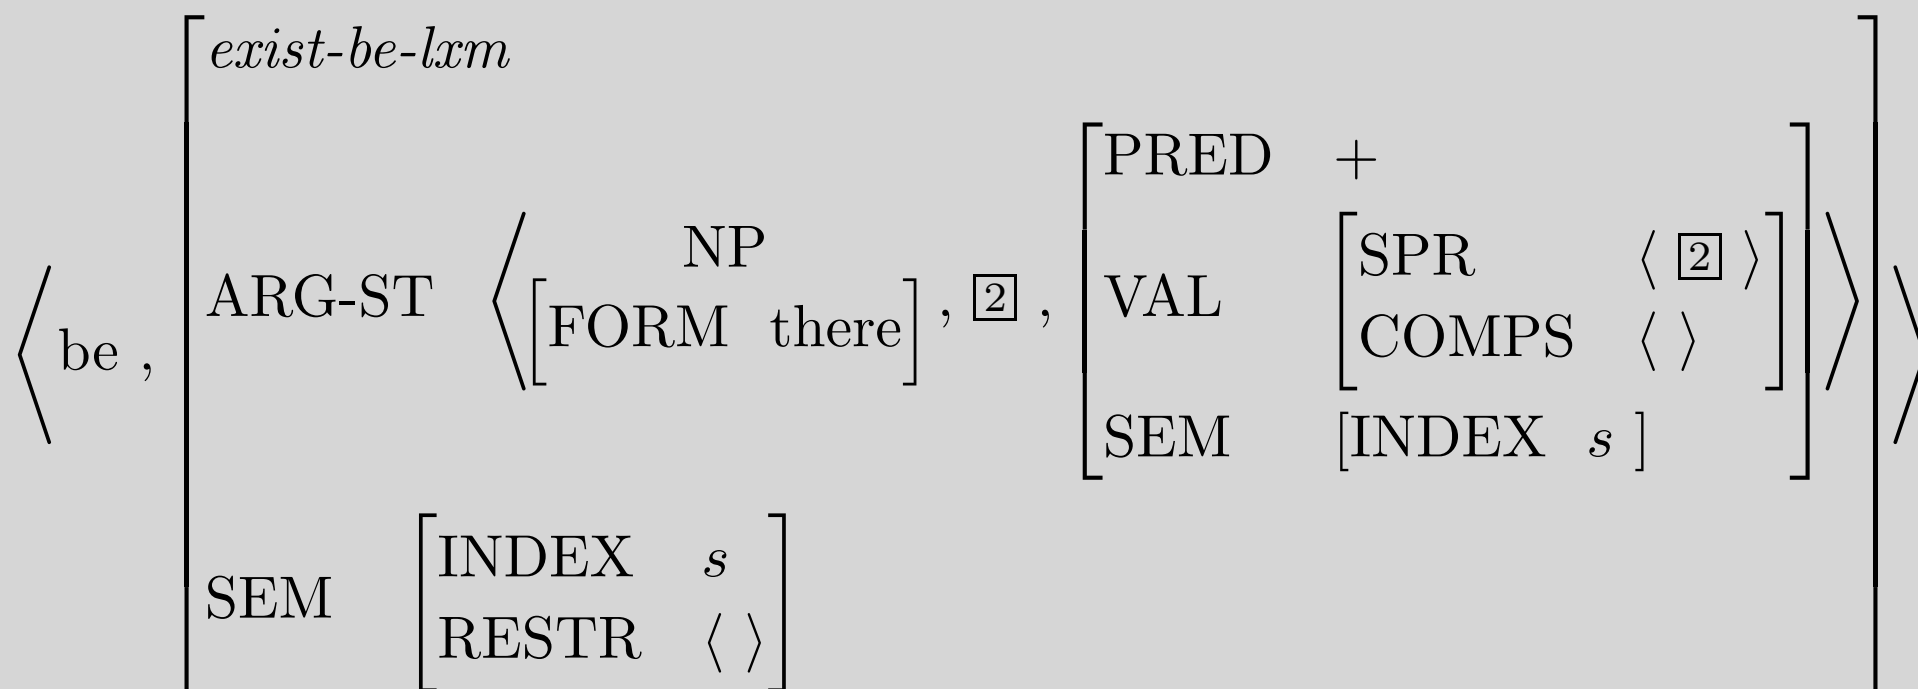 exist-be-lxm
PRED +
NP
SPR ⟨ 2 ⟩
ARG-ST ⟨ [FORM there] , 2 , VAL
COMPS ⟨ ⟩
⟨ be ,
SEM [INDEX s ]
INDEX s
SEM
RESTR ⟨ ⟩